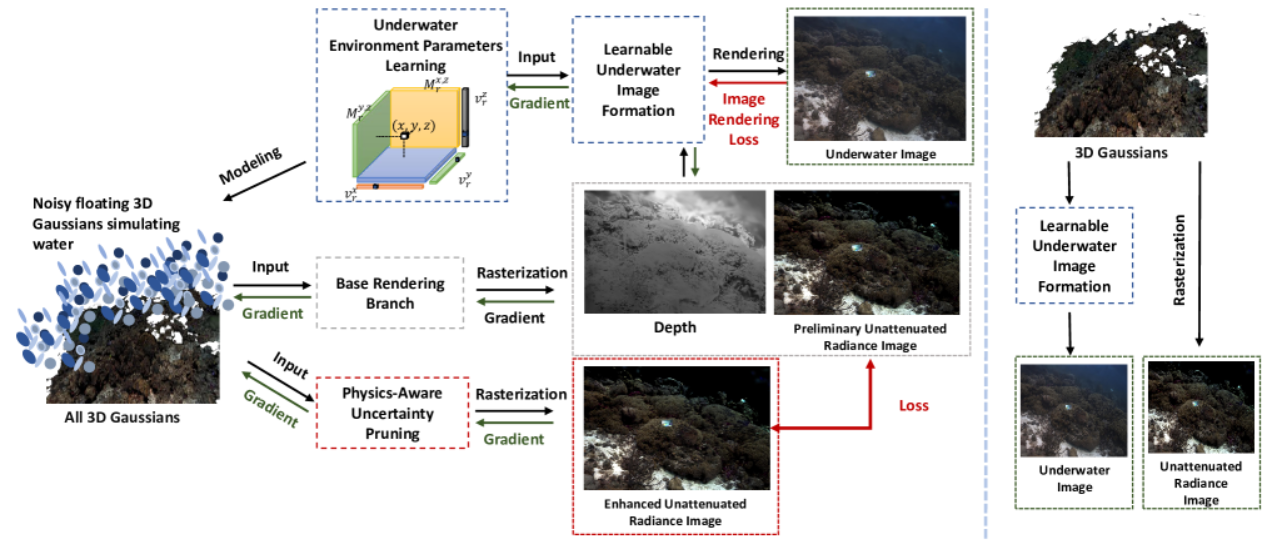 Underwater
Environment Parameters
Learning
M_r^{x,z}
M_r^{y,z}
v_r^z
(x, y, z)
v_r^y
v_r^x
Input
Gradient
Learnable
Underwater
Image
Formation
Rendering
Image
Rendering
Loss
Underwater Image
Modeling
Noisy floating 3D
Gaussians simulating
water
All 3D Gaussians
Input
Gradient
Base Rendering
Branch
Rasterization
Gradient
Depth
Preliminary Unattenuated
Radiance Image
Input
Gradient
Physics-Aware
Uncertainty
Pruning
Rasterization
Gradient
Enhanced Unattenuated
Radiance Image
Loss
3D Gaussians
Learnable
Underwater
Image
Formation
Rasterization
Underwater
Image
Unattenuated
Radiance
Image